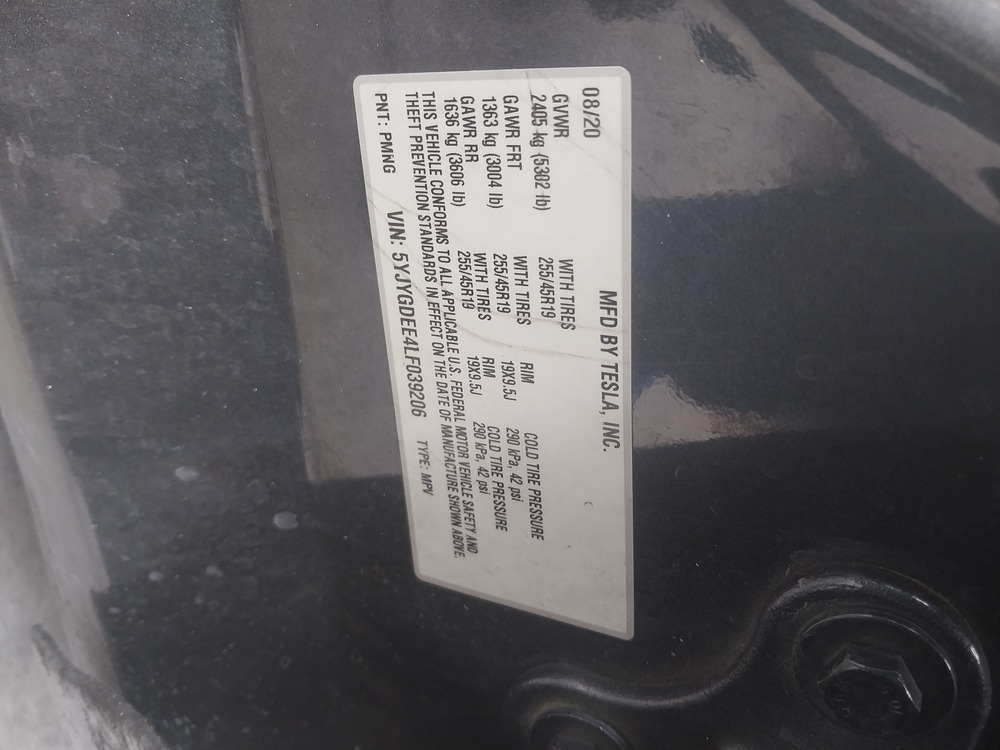 MFD BY TESLA, INC.
08/20
GVWR WITH TIRES RIM COLD TIRE PRESSURE
2405 kg (5302 lb) 255/45R19 19X9.5J 290 kPa, 42 psi
GAWR FRT WITH TIRES RIM COLD TIRE PRESSURE
1363 kg (3004 lb) 255/45R19 19X9.5J 290 kPa, 42 psi
GAWR RR WITH TIRES
1636 kg (3606 lb) 255/45R19
THIS VEHICLE CONFORMS TO ALL APPLICABLE U.S. FEDERAL MOTOR VEHICLE SAFETY AND
THEFT PREVENTION STANDARDS IN EFFECT ON THE DATE OF MANUFACTURE SHOWN ABOVE.
PNT: PMNG VIN: 5YJYGDEE4LF039206 TYPE: MPV